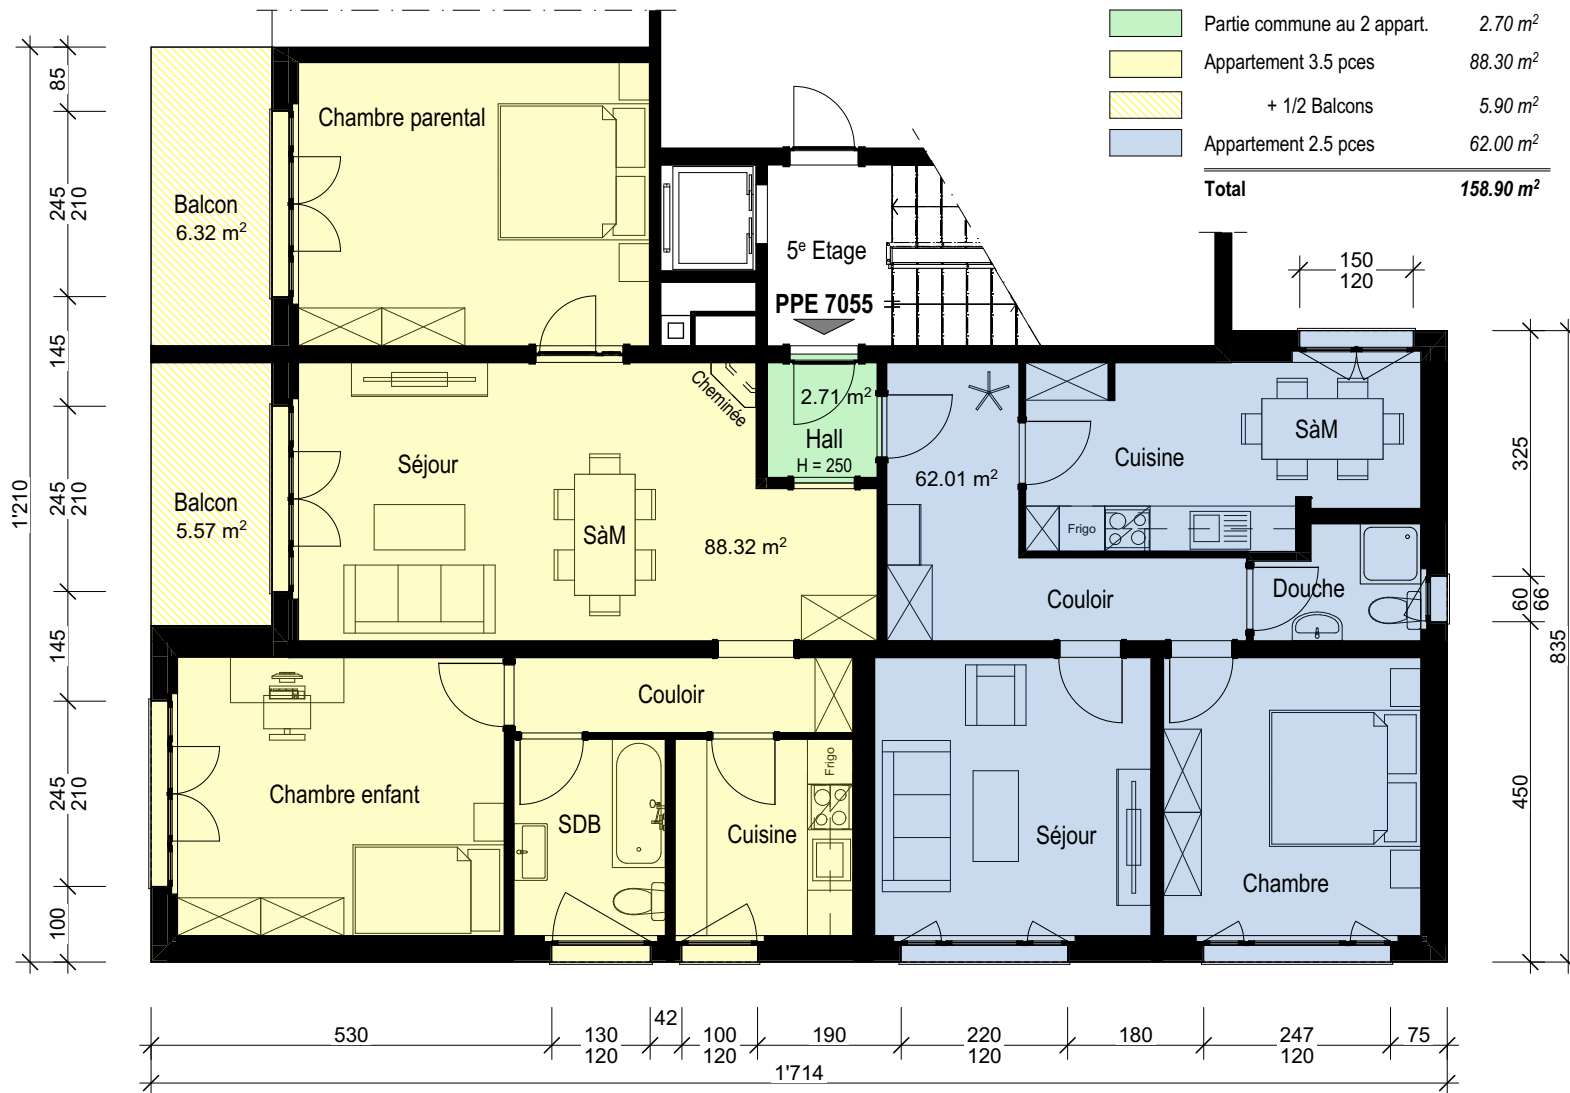 Partie commune au 2 appart. 2.70 m²
Appartement 3.5 pces 88.30 m²
+ 1/2 Balcons 5.90 m²
Appartement 2.5 pces 62.00 m²
Total 158.90 m²
Chambre parental
Balcon
6.32 m²
5ᵉ Etage
PPE 7055
Cheminée
2.71 m²
Hall
H = 250
Séjour
SàM
88.32 m²
Balcon
5.57 m²
62.01 m²
Cuisine
SàM
Frigo
Couloir
Douche
Couloir
Chambre enfant
SDB
Cuisine
Frigo
Séjour
Chambre
1'210
85
245
210
145
245
210
145
245
210
100
150
120
325
60
66
450
835
530
130
120
42
100
120
190
220
120
180
247
120
75
1'714